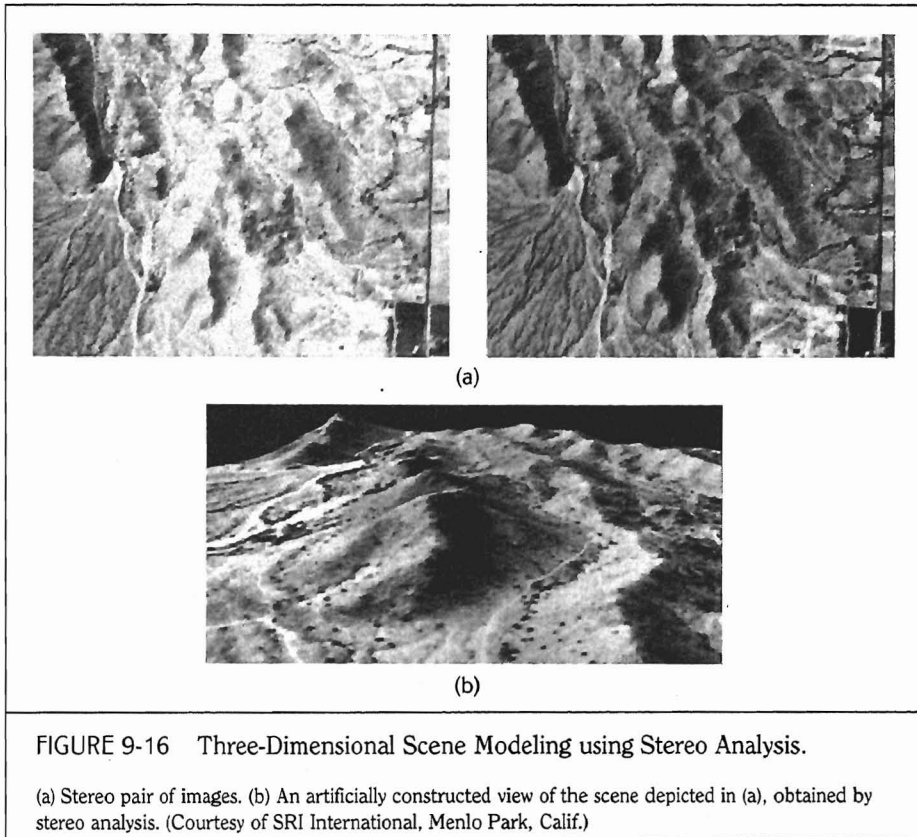 (a)
(b)
FIGURE 9-16 Three-Dimensional Scene Modeling using Stereo Analysis.
(a) Stereo pair of images. (b) An artificially constructed view of the scene depicted in (a), obtained by
stereo analysis. (Courtesy of SRI International, Menlo Park, Calif.)